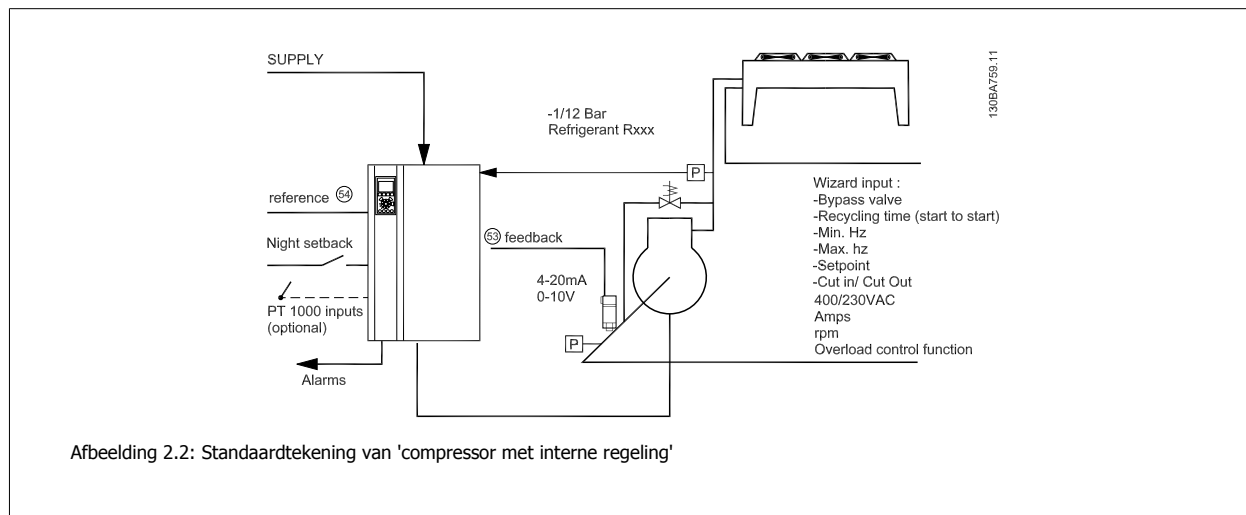 SUPPLY
130BA759.11
-1/12 Bar
Refrigerant Rxxx
P
reference 54
Wizard input :
-Bypass valve
-Recycling time (start to start)
-Min. Hz
-Max. hz
-Setpoint
-Cut in/ Cut Out
400/230VAC
Amps
rpm
Overload control function
53 feedback
Night setback
4-20mA
0-10V
PT 1000 inputs
(optional)
P
Alarms
Afbeelding 2.2: Standaardtekening van 'compressor met interne regeling'